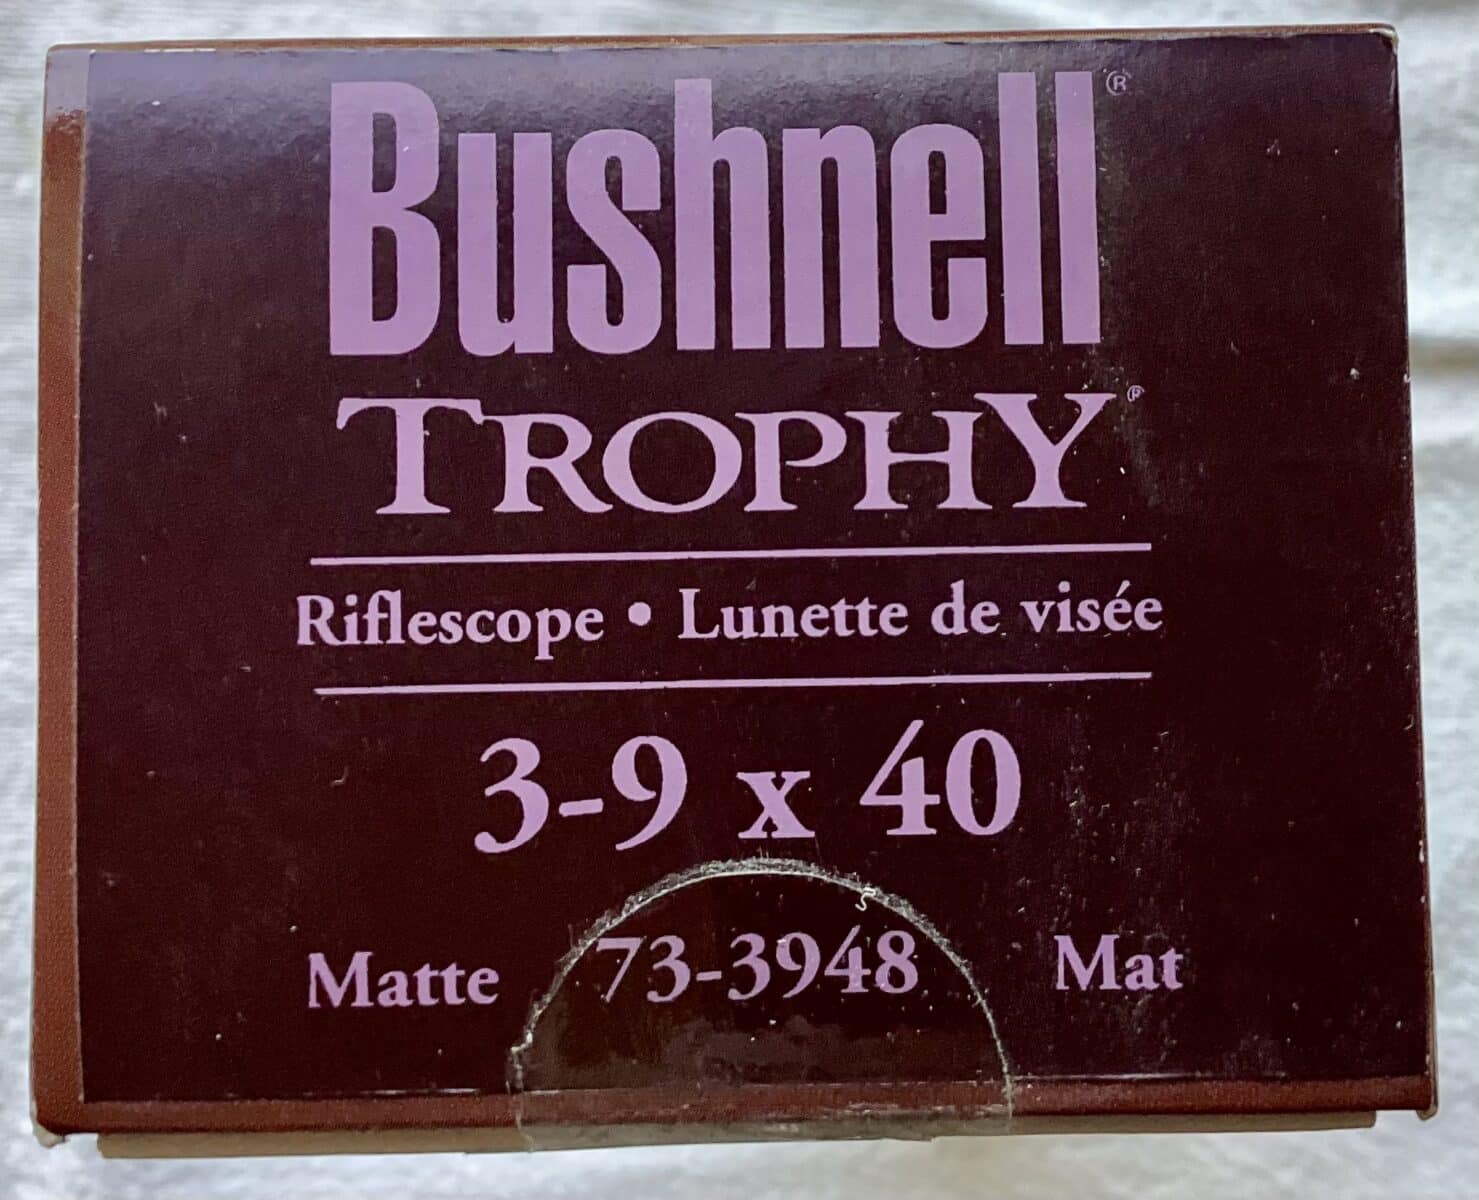 Bushnell®
TROPHY®
Riflescope • Lunette de visée
3-9 x 40
Matte 73-3948 Mat